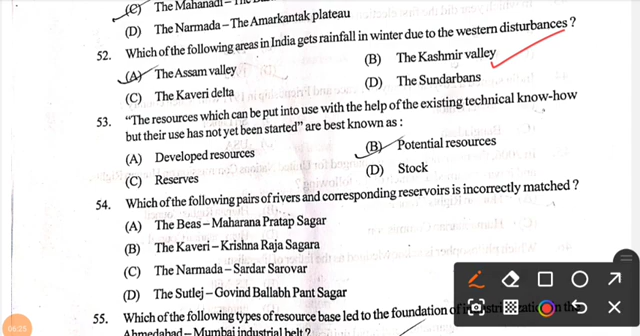 (C) The Mahanadi – The
(D) The Narmada – The Amarkantak plateau
52. Which of the following areas in India gets rainfall in winter due to the western disturbances ?
(A) The Assam valley
(B) The Kashmir valley
(C) The Kaveri delta
(D) The Sundarbans
53. “The resources which can be put into use with the help of the existing technical know-how
but their use has not yet been started” are best known as :
(A) Developed resources
(B) Potential resources
(C) Reserves
(D) Stock
54. Which of the following pairs of rivers and corresponding reservoirs is incorrectly matched ?
(A) The Beas – Maharana Pratap Sagar
(B) The Kaveri – Krishna Raja Sagara
(C) The Narmada – Sardar Sarovar
(D) The Sutlej – Govind Ballabh Pant Sagar
55. Which of the following types of resource base led to the foundation of
Ahmedabad – Mumbai industrial belt ?
06:25